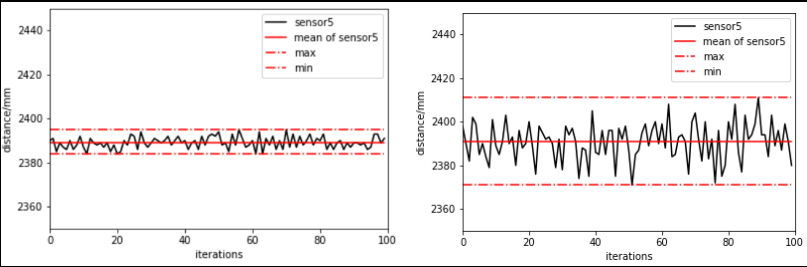 2440
2420
2400
2380
2360
distance/mm
0
20
40
60
80
100
iterations
sensor5
mean of sensor5
max
min
2440
2420
2400
2380
2360
distance/mm
0
20
40
60
80
100
iterations
sensor5
mean of sensor5
max
min